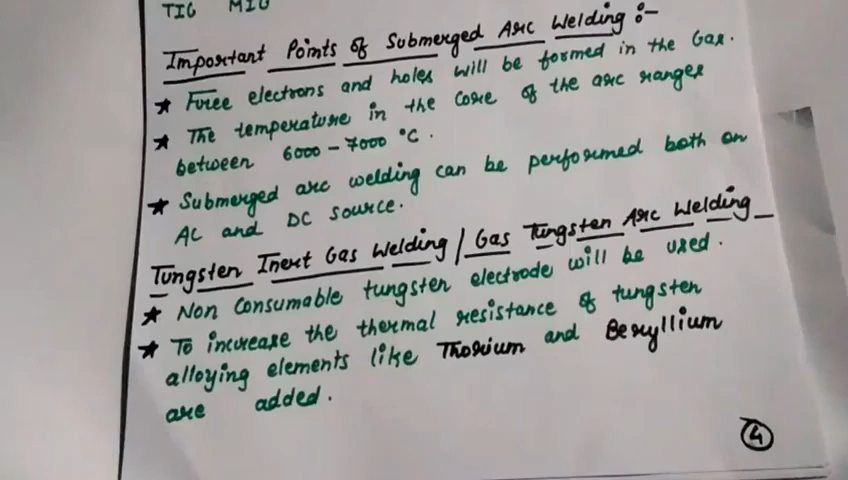 TIG MIG
Important Points of Submerged Arc Welding :-
★ Free electrons and holes will be formed in the Gas.
★ The temperature in the core of the arc ranges
between 6000 - 7000 °C.
★ Submerged arc welding can be performed both on
AC and DC source.
Tungsten Inert Gas Welding / Gas Tungsten Arc Welding
★ Non Consumable tungsten electrode will be used.
★ To increase the thermal resistance of tungsten
alloying elements like Thorium and Beryllium
are added.
4